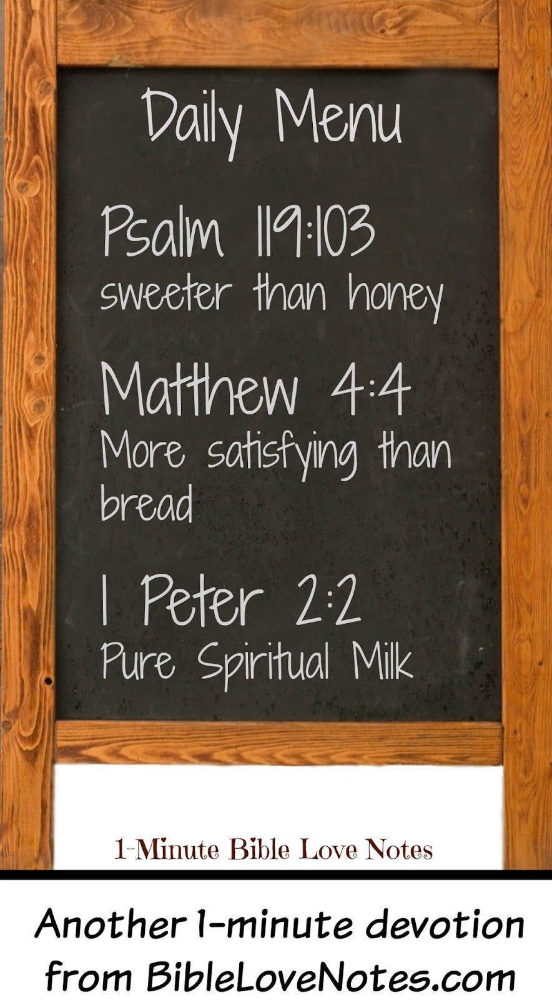 Daily Menu
Psalm 119:103
sweeter than honey
Matthew 4:4
More satisfying than
bread
1 Peter 2:2
Pure Spiritual Milk
1-Minute Bible Love Notes
Another 1-minute devotion
from BibleLoveNotes.com